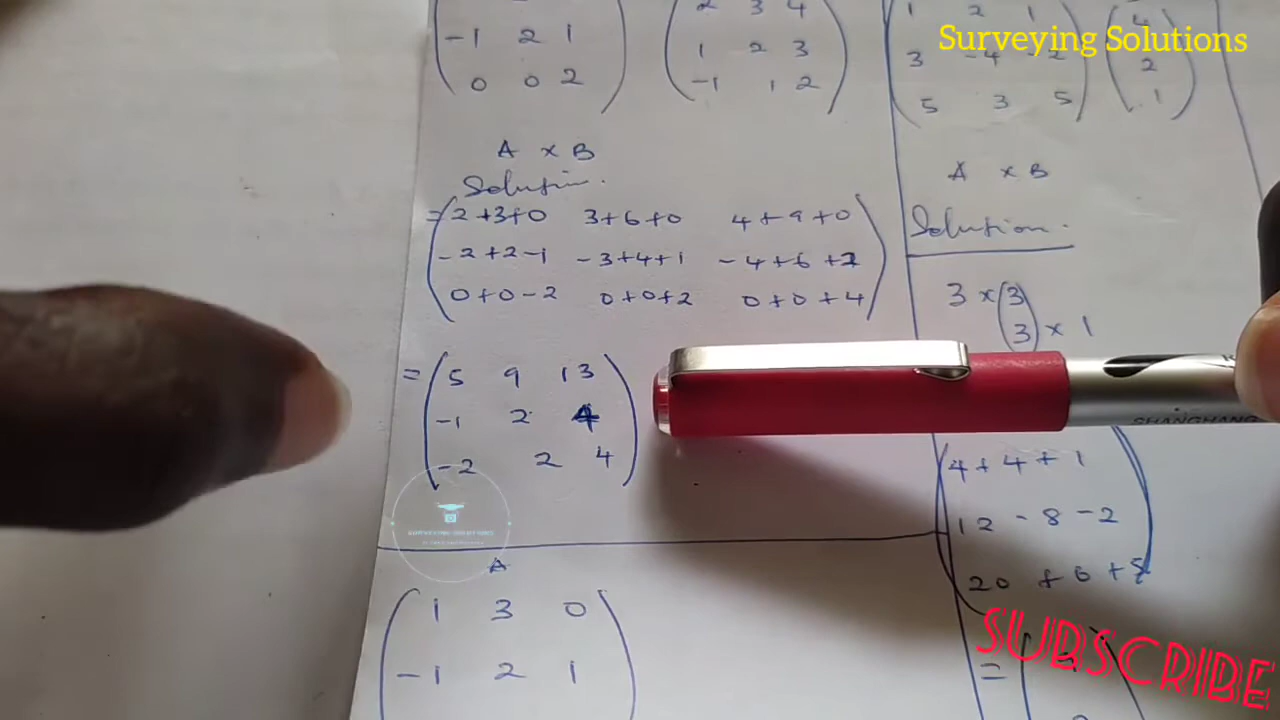 2 3 4
-1 2 1
1 2 3
0 0 2
-1 1 2
A x B
Solution.
= 2+3+0 3+6+0 4+9+0
-2+2-1 -3+4+1 -4+6+2
0+0-2 0+0+2 0+0+4
= 5 9 13
-1 2 4
-2 2 4
A
1 3 0
-1 2 1
Surveying Solutions
1 2 1 4
3 -4 -2 2
5 3 5 1
A x B
Solution.
3 x 3
3 x 1
SHANGHANG
4+4+1
12-8-2
20+6+5
=
SUBSCRIBE